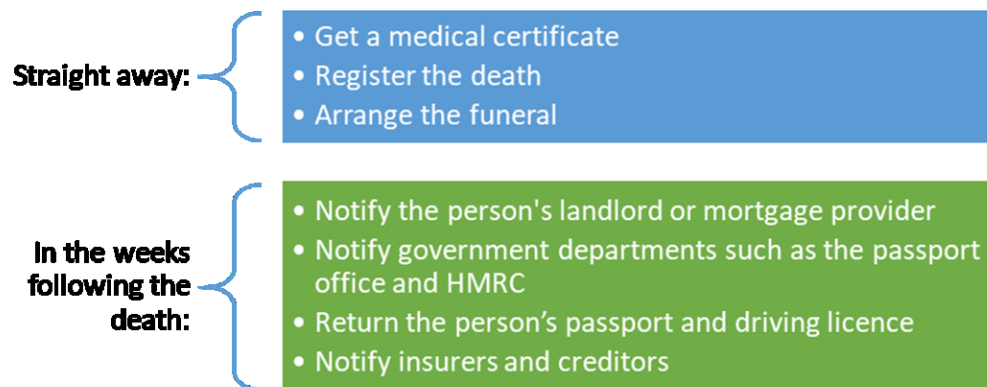 Straight away:
• Get a medical certificate
• Register the death
• Arrange the funeral
In the weeks
following the
death:
• Notify the person's landlord or mortgage provider
• Notify government departments such as the passport
office and HMRC
• Return the person’s passport and driving licence
• Notify insurers and creditors